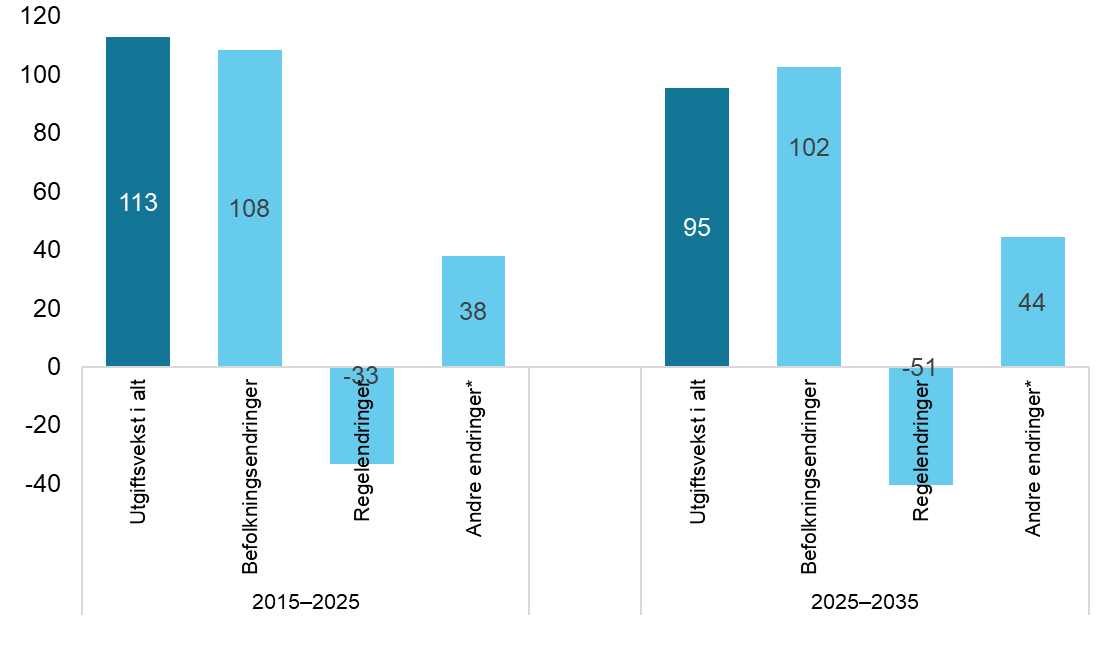 120
100
80
60
40
20
0
-20
-40
113
108
-33
38
95
102
-51
44
Utgiftsvekst i alt
Befolkningsendringer
Regelendringer
Andre endringer*
Utgiftsvekst i alt
Befolkningsendringer
Regelendringer
Andre endringer*
2015–2025
2025–2035